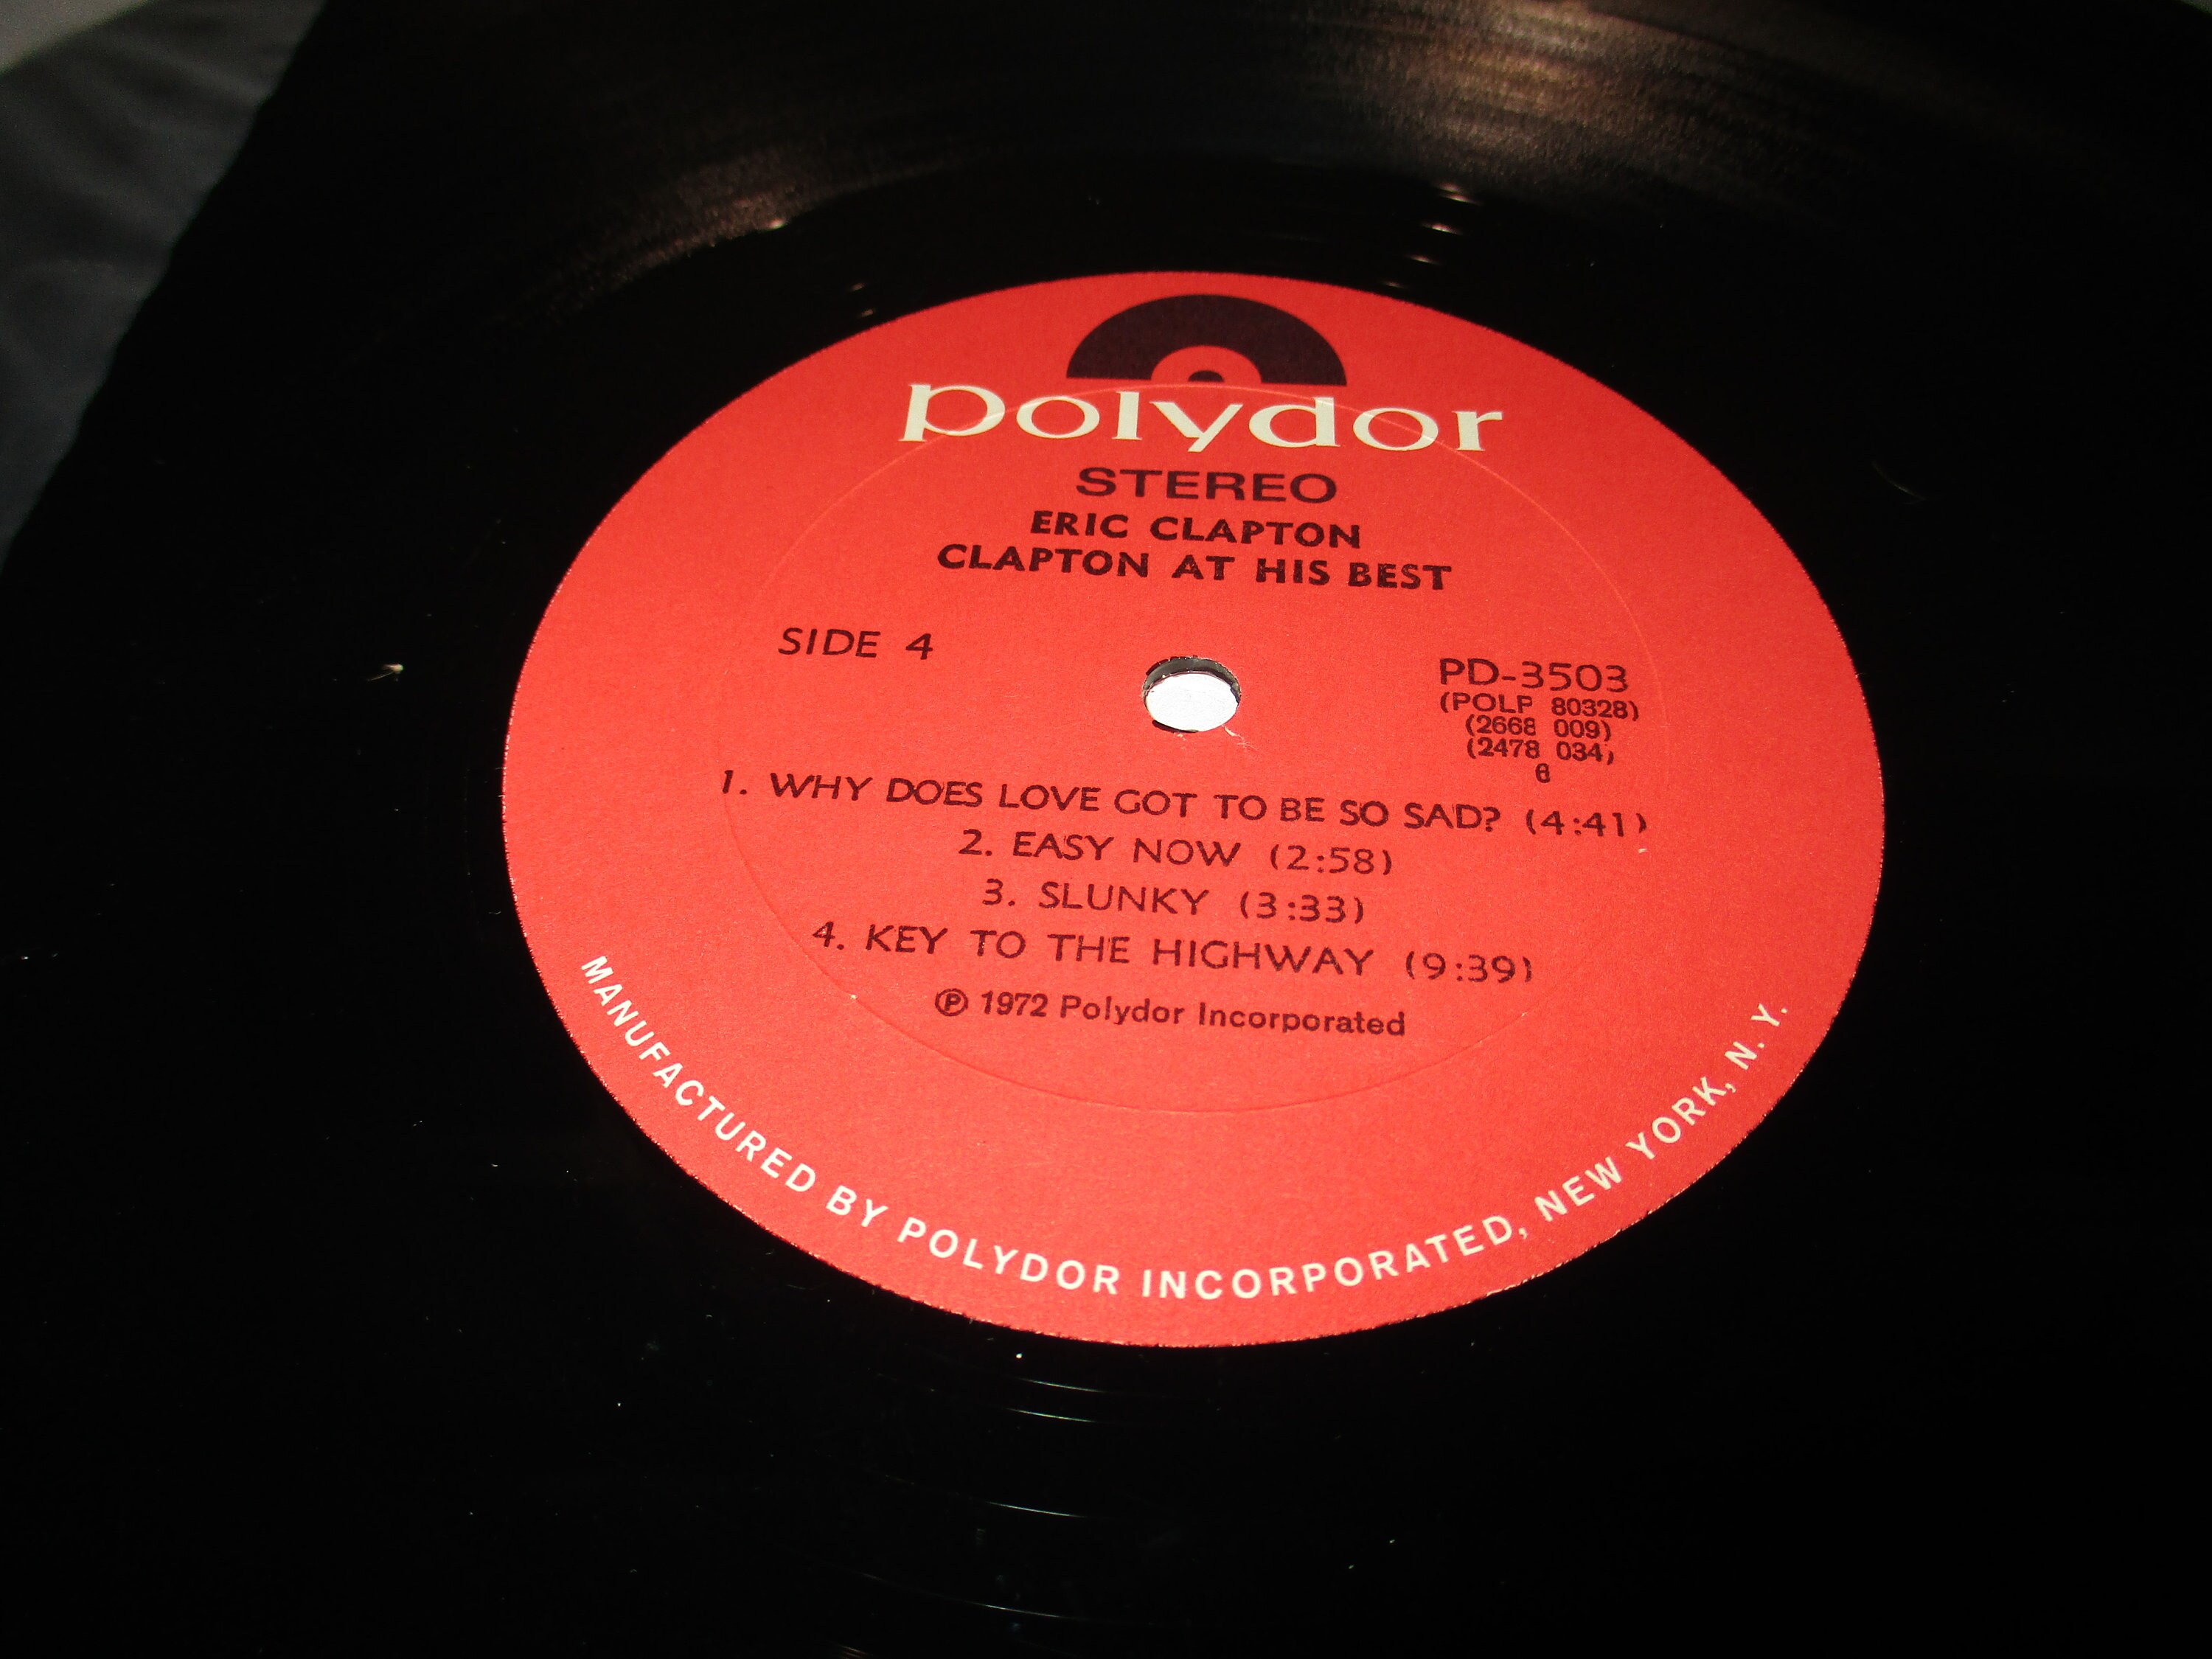 polydor
STEREO
ERIC CLAPTON
CLAPTON AT HIS BEST
SIDE 4
PD-3503
(POLP 80328)
(2668 009)
(2478 034)
6
1. WHY DOES LOVE GOT TO BE SO SAD? (4:41)
2. EASY NOW (2:58)
3. SLUNKY (3:33)
4. KEY TO THE HIGHWAY (9:39)
℗ 1972 Polydor Incorporated
MANUFACTURED BY POLYDOR INCORPORATED, NEW YORK, N. Y.